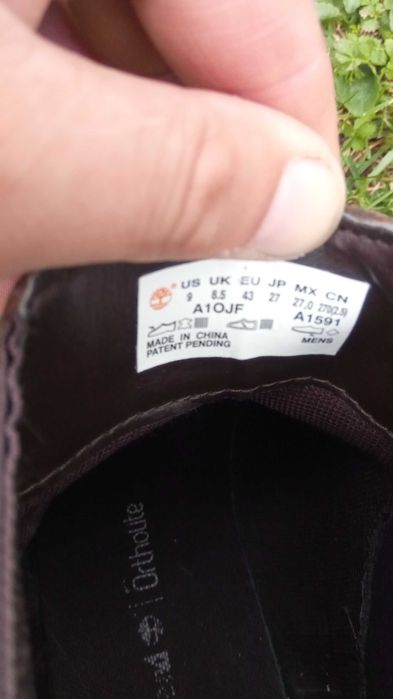 US UK EU JP MX CN
9 8.5 43 27 27.0 270(2.5)
A1OJF A1591
MADE IN CHINA
PATENT PENDING MENS
Ortholite